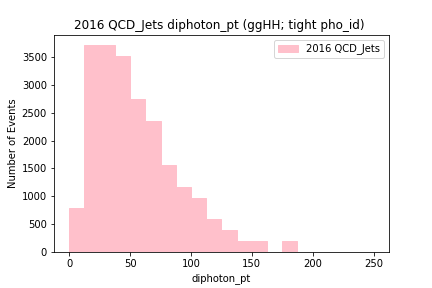 2016 QCD_Jets diphoton_pt (ggHH; tight pho_id)
2016 QCD_Jets
Number of Events
3500
3000
2500
2000
1500
1000
500
0
0 50 100 150 200 250
diphoton_pt